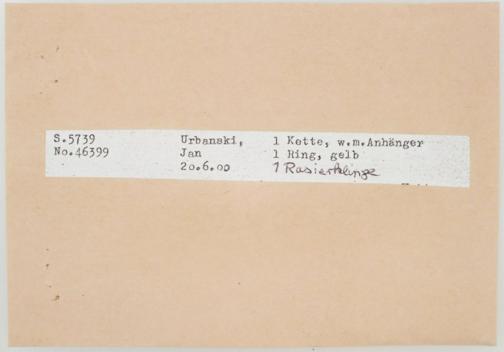 S.5739 Urbanski, 1 Kette, w.m.Anhänger
No.46399 Jan 1 Ring, gelb
20.6.00 1 Rasierklinge